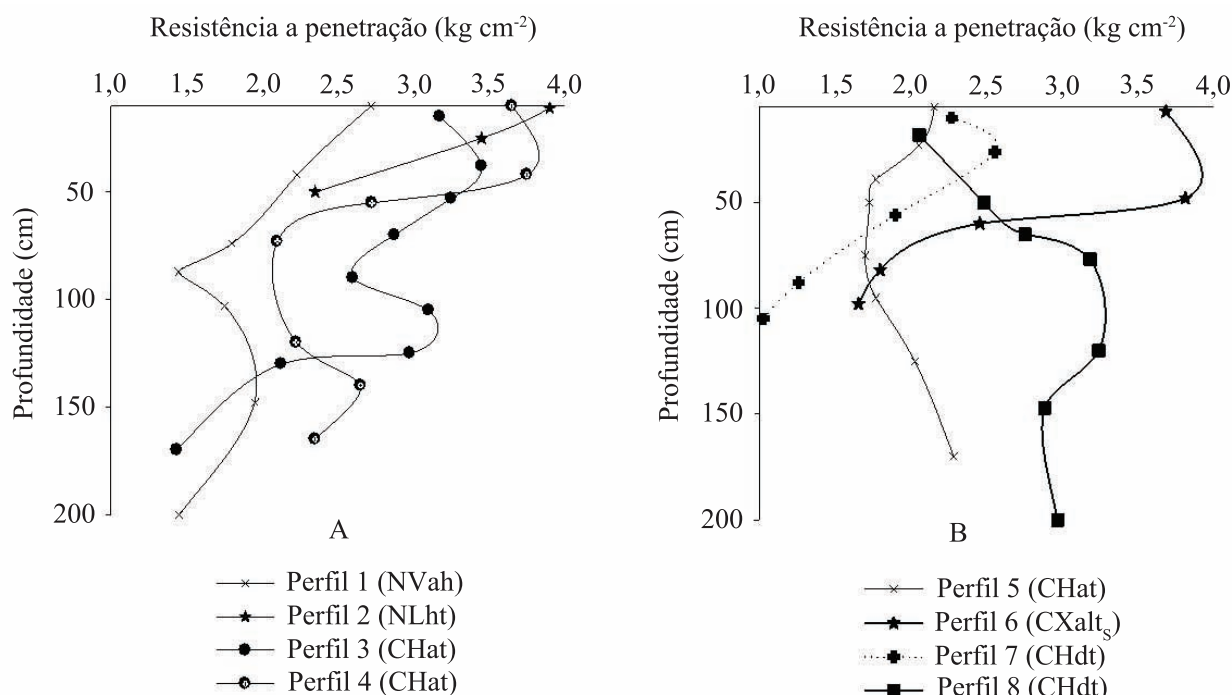 Resistência a penetração (kg cm-2)
1,0 1,5 2,0 2,5 3,0 3,5 4,0
Profundidade (cm)
50
100
150
200
A
Perfil 1 (NVah)
Perfil 2 (NLht)
Perfil 3 (CHat)
Perfil 4 (CHat)
Resistência a penetração (kg cm-2)
1,0 1,5 2,0 2,5 3,0 3,5 4,0
Profundidade (cm)
50
100
150
200
B
Perfil 5 (CHat)
Perfil 6 (CXalts)
Perfil 7 (CHdt)
Perfil 8 (CHdt)